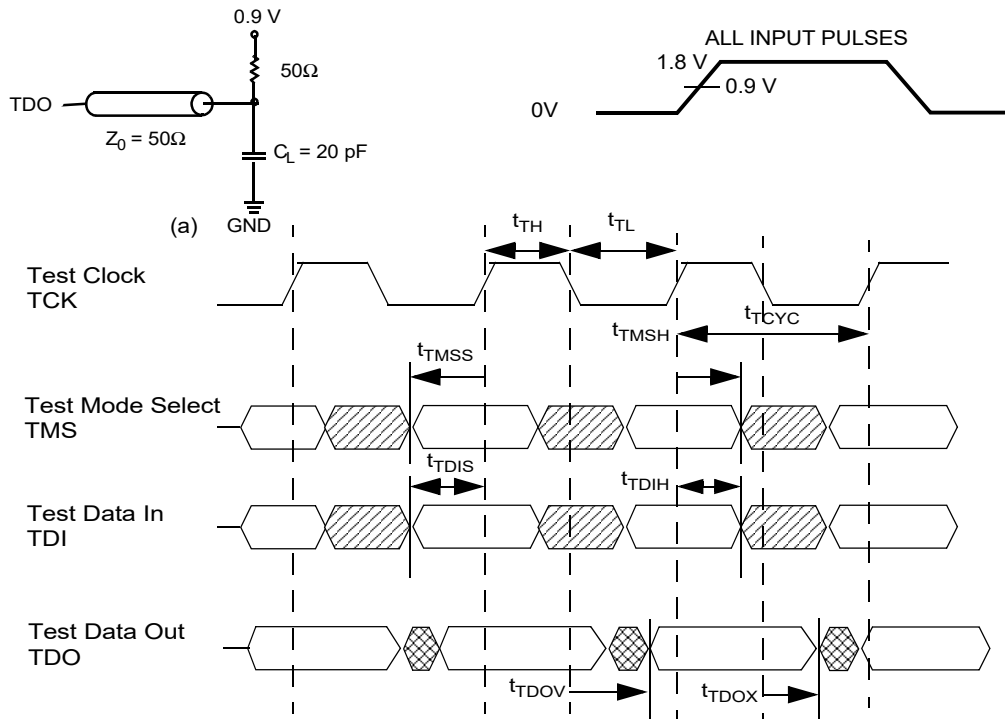 0.9 V
50Ω
TDO
Z0 = 50Ω
CL = 20 pF
(a)
GND
ALL INPUT PULSES
1.8 V
0.9 V
0V
tTH
tTL
Test Clock
TCK
tTMSH
tTCYC
tTMSS
Test Mode Select
TMS
tTDIS
tTDIH
Test Data In
TDI
Test Data Out
TDO
tTDOV
tTDOX